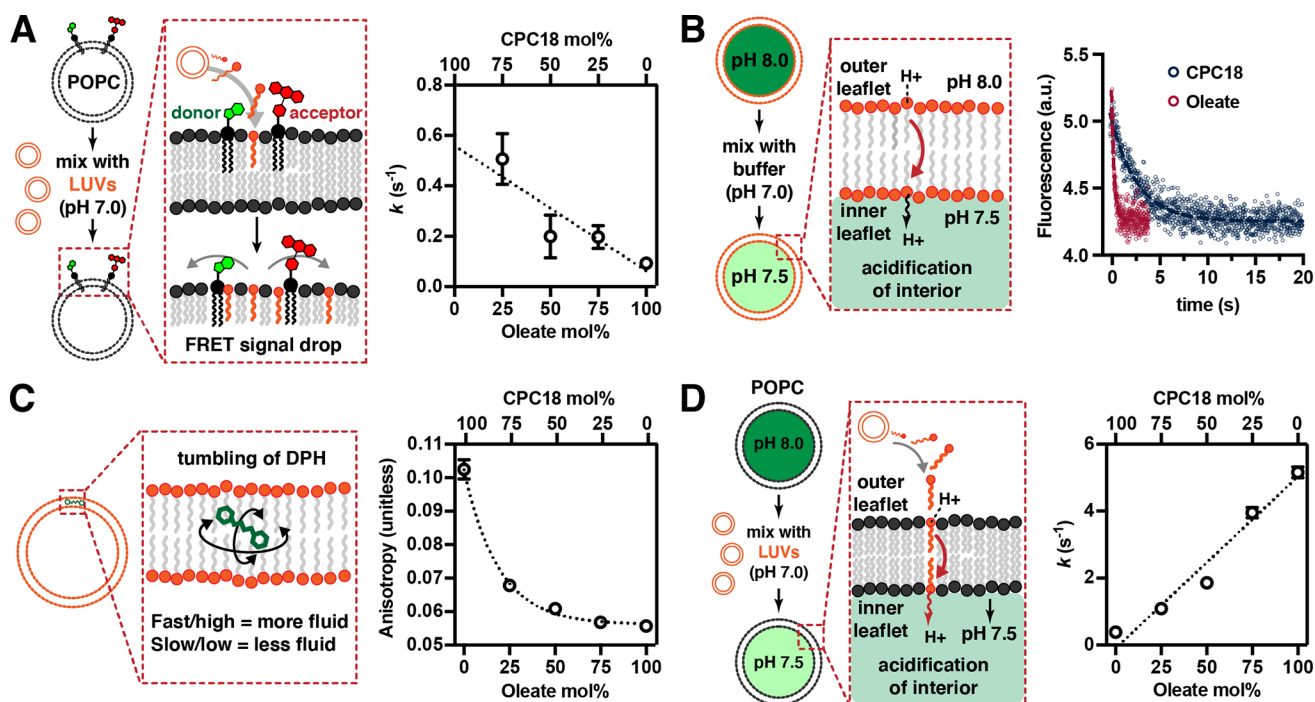 A
POPC
mix with
LUVs
(pH 7.0)
donor
acceptor
FRET signal drop
CPC18 mol%
100 75 50 25 0
k (s⁻¹)
0.8
0.6
0.4
0.2
0.0
0 25 50 75 100
Oleate mol%
B
pH 8.0
mix with
buffer
(pH 7.0)
pH 7.5
outer
leaflet
H+
pH 8.0
inner
leaflet
pH 7.5
H+
acidification
of interior
Fluorescence (a.u.)
5.5
5.0
4.5
4.0
CPC18
Oleate
0 5 10 15 20
time (s)
C
tumbling of DPH
Fast/high = more fluid
Slow/low = less fluid
CPC18 mol%
100 75 50 25 0
Anisotropy (unitless)
0.11
0.10
0.09
0.08
0.07
0.06
0.05
0 25 50 75 100
Oleate mol%
D
POPC
pH 8.0
mix with
LUVs
(pH 7.0)
pH 7.5
outer
leaflet
H+
inner
leaflet
H+
pH 7.5
acidification
of interior
CPC18 mol%
100 75 50 25 0
k (s⁻¹)
6
4
2
0
0 25 50 75 100
Oleate mol%